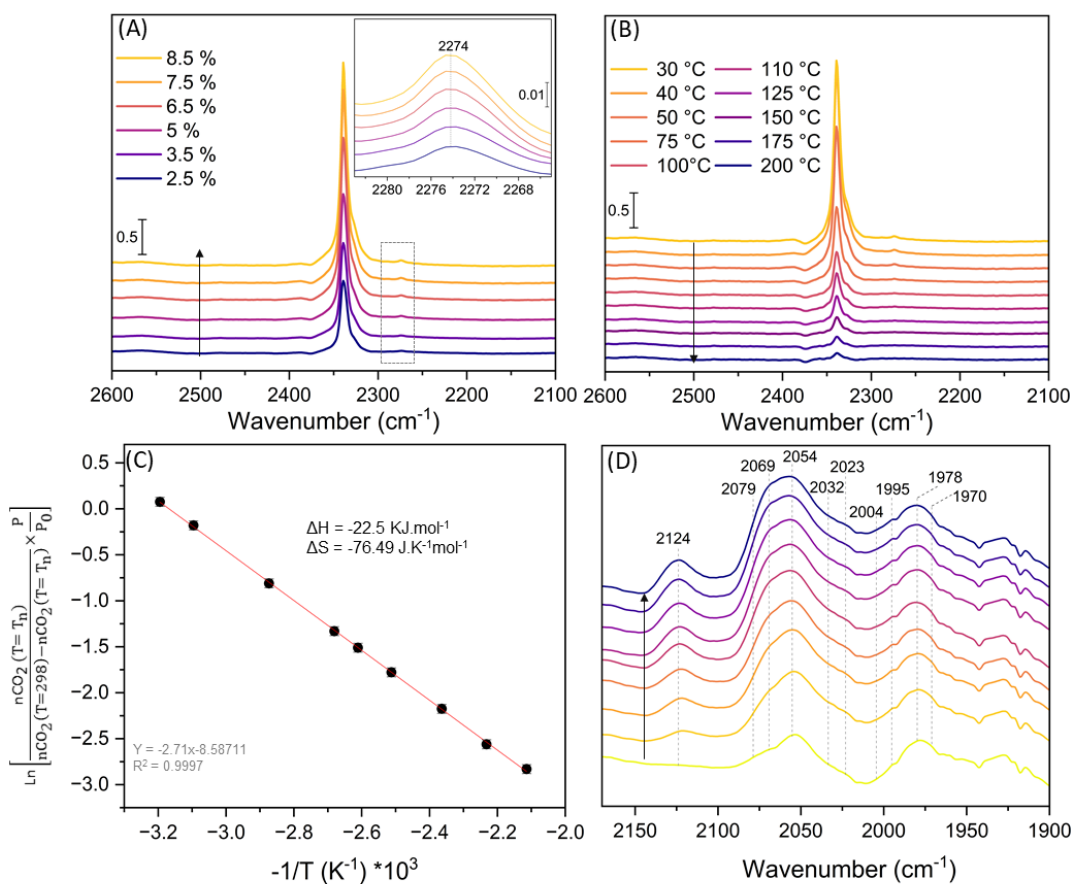 (A)
8.5 %
7.5 %
6.5 %
5 %
3.5 %
2.5 %
0.5
2274
0.01
2280 2276 2272 2268
2600 2500 2400 2300 2200 2100
Wavenumber (cm⁻¹)
(B)
30 °C 110 °C
40 °C 125 °C
50 °C 150 °C
75 °C 175 °C
100°C 200 °C
0.5
2600 2500 2400 2300 2200 2100
Wavenumber (cm⁻¹)
(C)
Ln [ nCO₂ (T= Tₙ) / nCO₂ (T=298)−nCO₂ (T= Tₙ) × P / P₀ ]
0.5
0.0
−0.5
−1.0
−1.5
−2.0
−2.5
−3.0
ΔH = -22.5 KJ.mol⁻¹
ΔS = -76.49 J.K⁻¹mol⁻¹
Y = -2.71x-8.58711
R² = 0.9997
−3.2 −3.0 −2.8 −2.6 −2.4 −2.2 −2.0
-1/T (K⁻¹) *10³
(D)
2124
2079
2069
2054
2032
2023
2004
1995
1978
1970
2150 2100 2050 2000 1950 1900
Wavenumber (cm⁻¹)